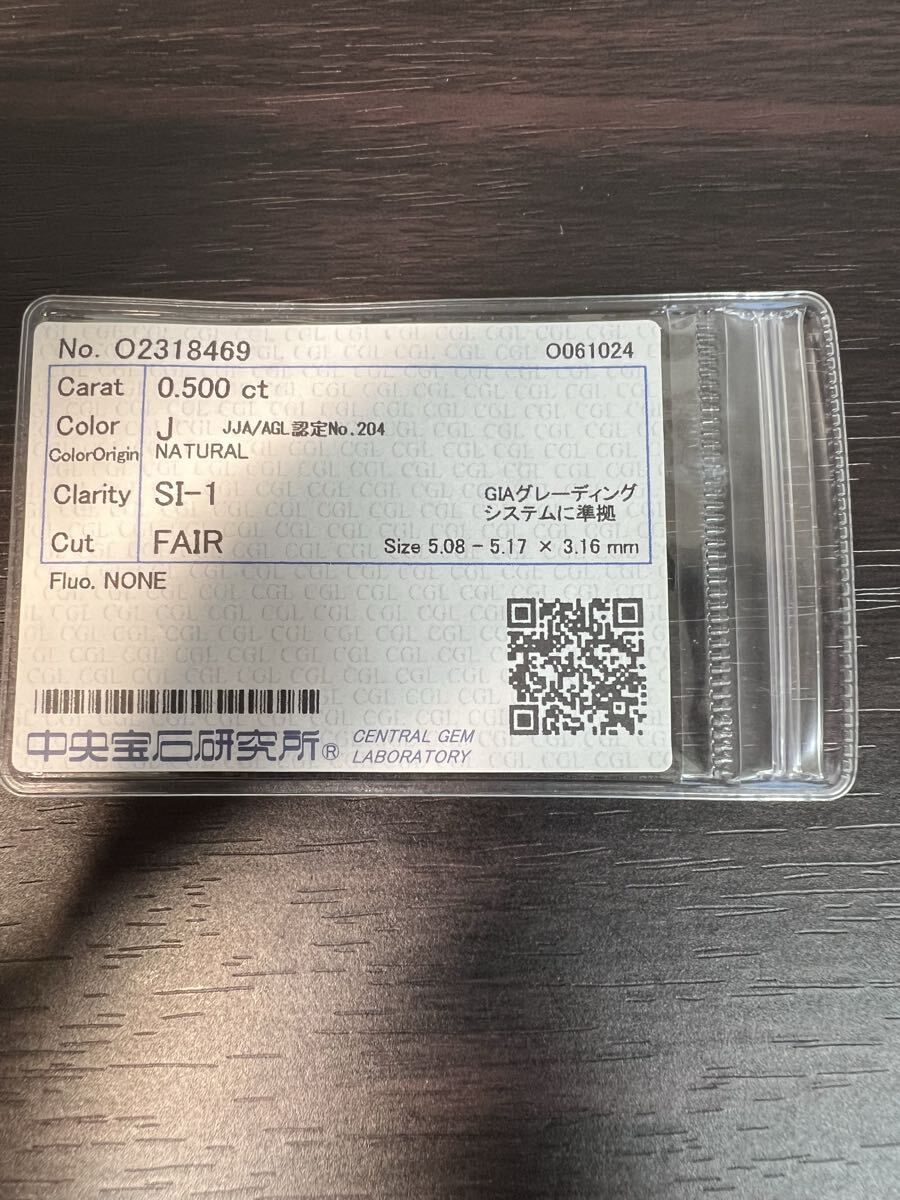 No. O2318469 O061024
Carat 0.500 ct
Color J JJA/AGL認定No.204
ColorOrigin NATURAL
Clarity SI-1 GIAグレーディング
システムに準拠
Cut FAIR Size 5.08 - 5.17 × 3.16 mm
Fluo. NONE
中央宝石研究所® CENTRAL GEM
LABORATORY